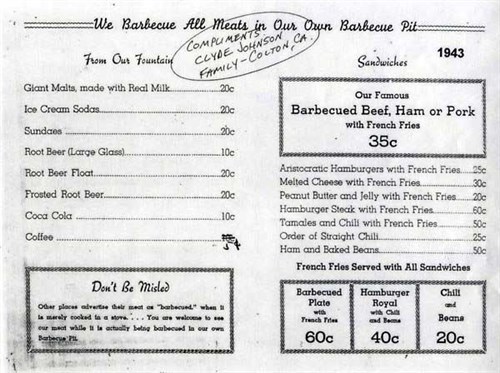 We Barbecue All Meats in Our Own Barbecue Pit
COMPLIMENTS
CLYDE JOHNSON
FAMILY - COLTON, CA.
1943
From Our Fountain
Giant Malts, made with Real Milk 20c
Ice Cream Sodas 20c
Sundaes 20c
Root Beer (Large Glass) 10c
Root Beer Float 20c
Frosted Root Beer 20c
Coca Cola 10c
Coffee 5¢
Don't Be Misled
Other places advertise their meat as "barbecued," when it
is merely cooked in a stove. . . . You are welcome to see
our meat while it is actually being barbecued in our own
Barbecue Pit.
Sandwiches
Our Famous
Barbecued Beef, Ham or Pork
with French Fries
35c
Aristocratic Hamburgers with French Fries 25c
Melted Cheese with French Fries 30c
Peanut Butter and Jelly with French Fries 20c
Hamburger Steak with French Fries 60c
Tamales and Chili with French Fries 50c
Order of Straight Chili 25c
Ham and Baked Beans 50c
French Fries Served with All Sandwiches
Barbecued
Plate
with
French Fries
60c
Hamburger
Royal
with Chili
and Beans
40c
Chili
and
Beans
20c